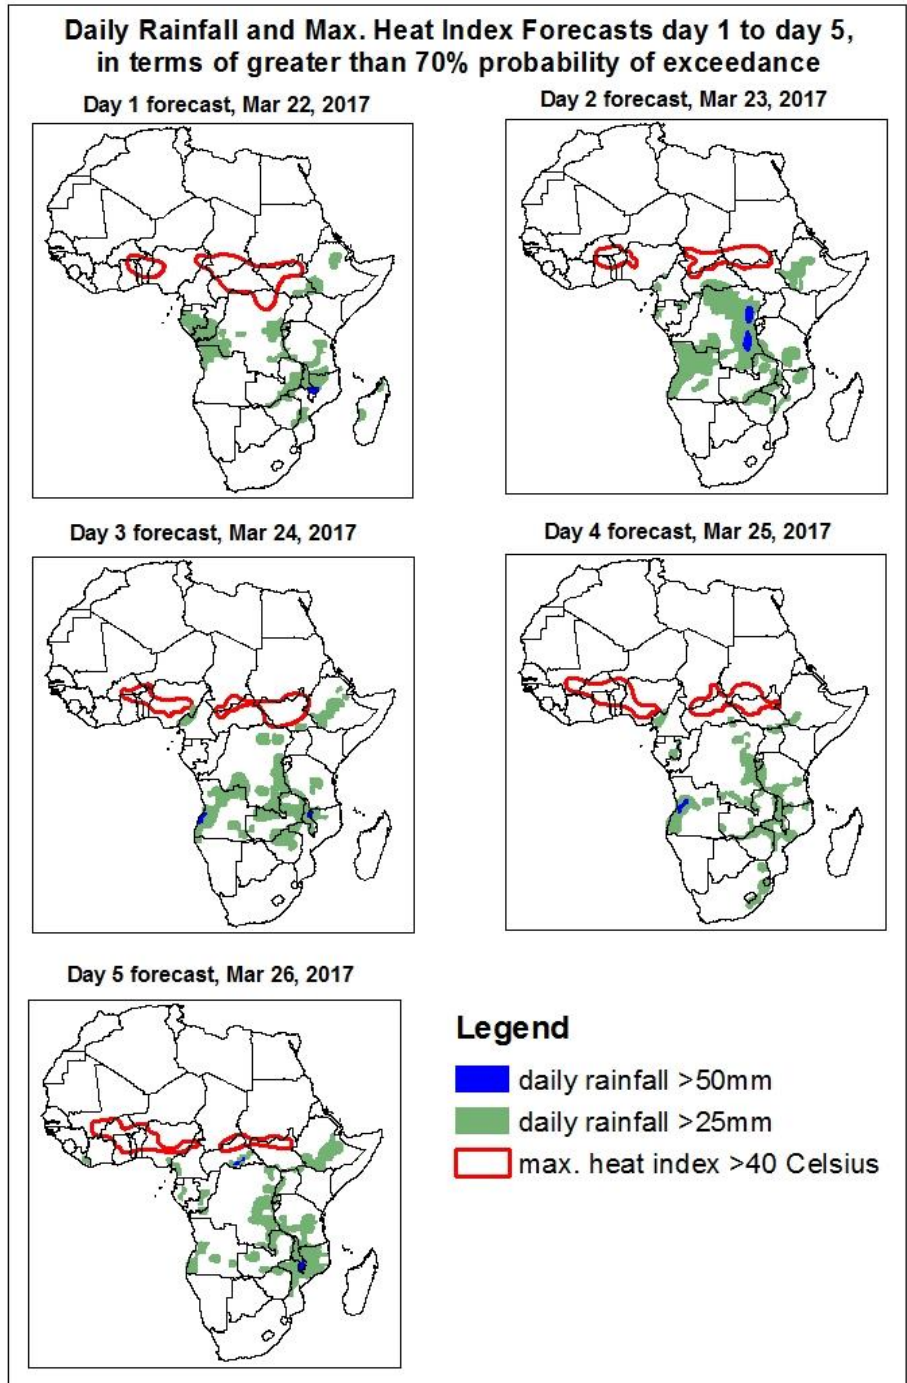 Daily Rainfall and Max. Heat Index Forecasts day 1 to day 5,
in terms of greater than 70% probability of exceedance
Day 1 forecast, Mar 22, 2017
Day 2 forecast, Mar 23, 2017
Day 3 forecast, Mar 24, 2017
Day 4 forecast, Mar 25, 2017
Day 5 forecast, Mar 26, 2017
Legend
daily rainfall >50mm
daily rainfall >25mm
max. heat index >40 Celsius